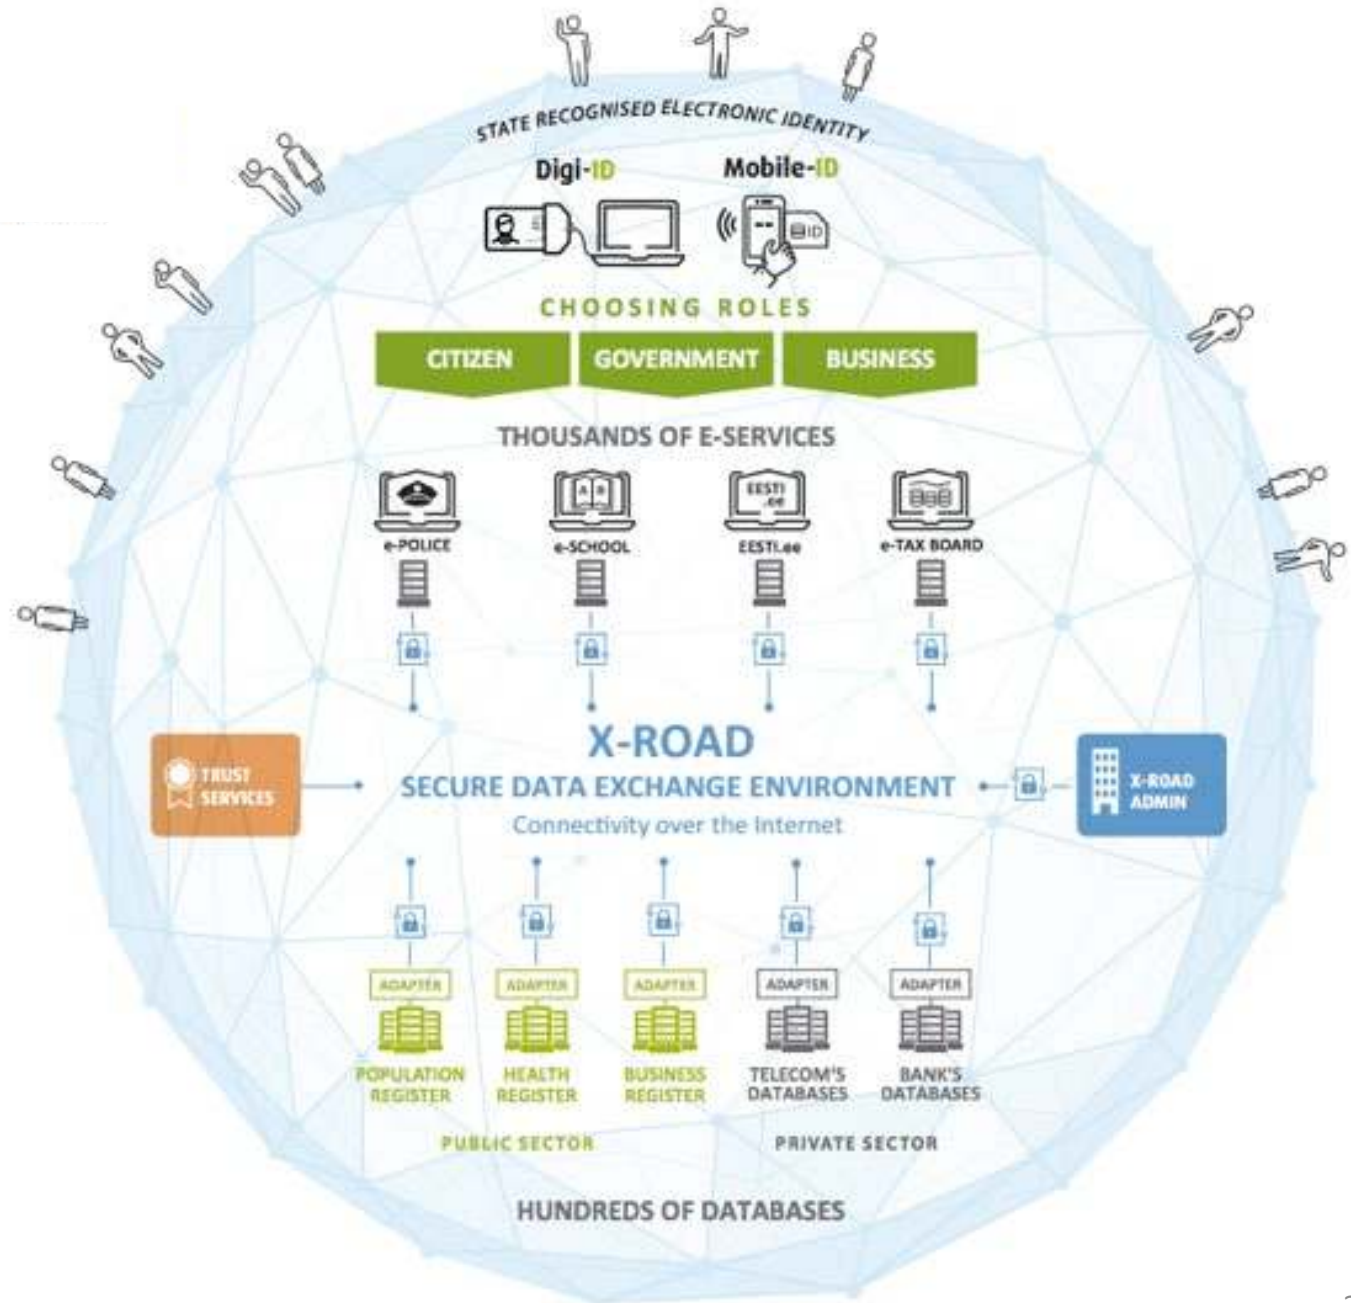 STATE RECOGNISED ELECTRONIC IDENTITY
Digi-ID
Mobile-ID
ID
CHOOSING ROLES
CITIZEN
GOVERNMENT
BUSINESS
THOUSANDS OF E-SERVICES
A B
EESTI
.ee
e-POLICE
e-SCHOOL
EESTI.ee
e-TAX BOARD
X-ROAD
SECURE DATA EXCHANGE ENVIRONMENT
Connectivity over the Internet
TRUST
SERVICES
X-ROAD
ADMIN
ADAPTER
ADAPTER
ADAPTER
ADAPTER
ADAPTER
POPULATION
REGISTER
HEALTH
REGISTER
BUSINESS
REGISTER
TELECOM'S
DATABASES
BANK'S
DATABASES
PUBLIC SECTOR
PRIVATE SECTOR
HUNDREDS OF DATABASES